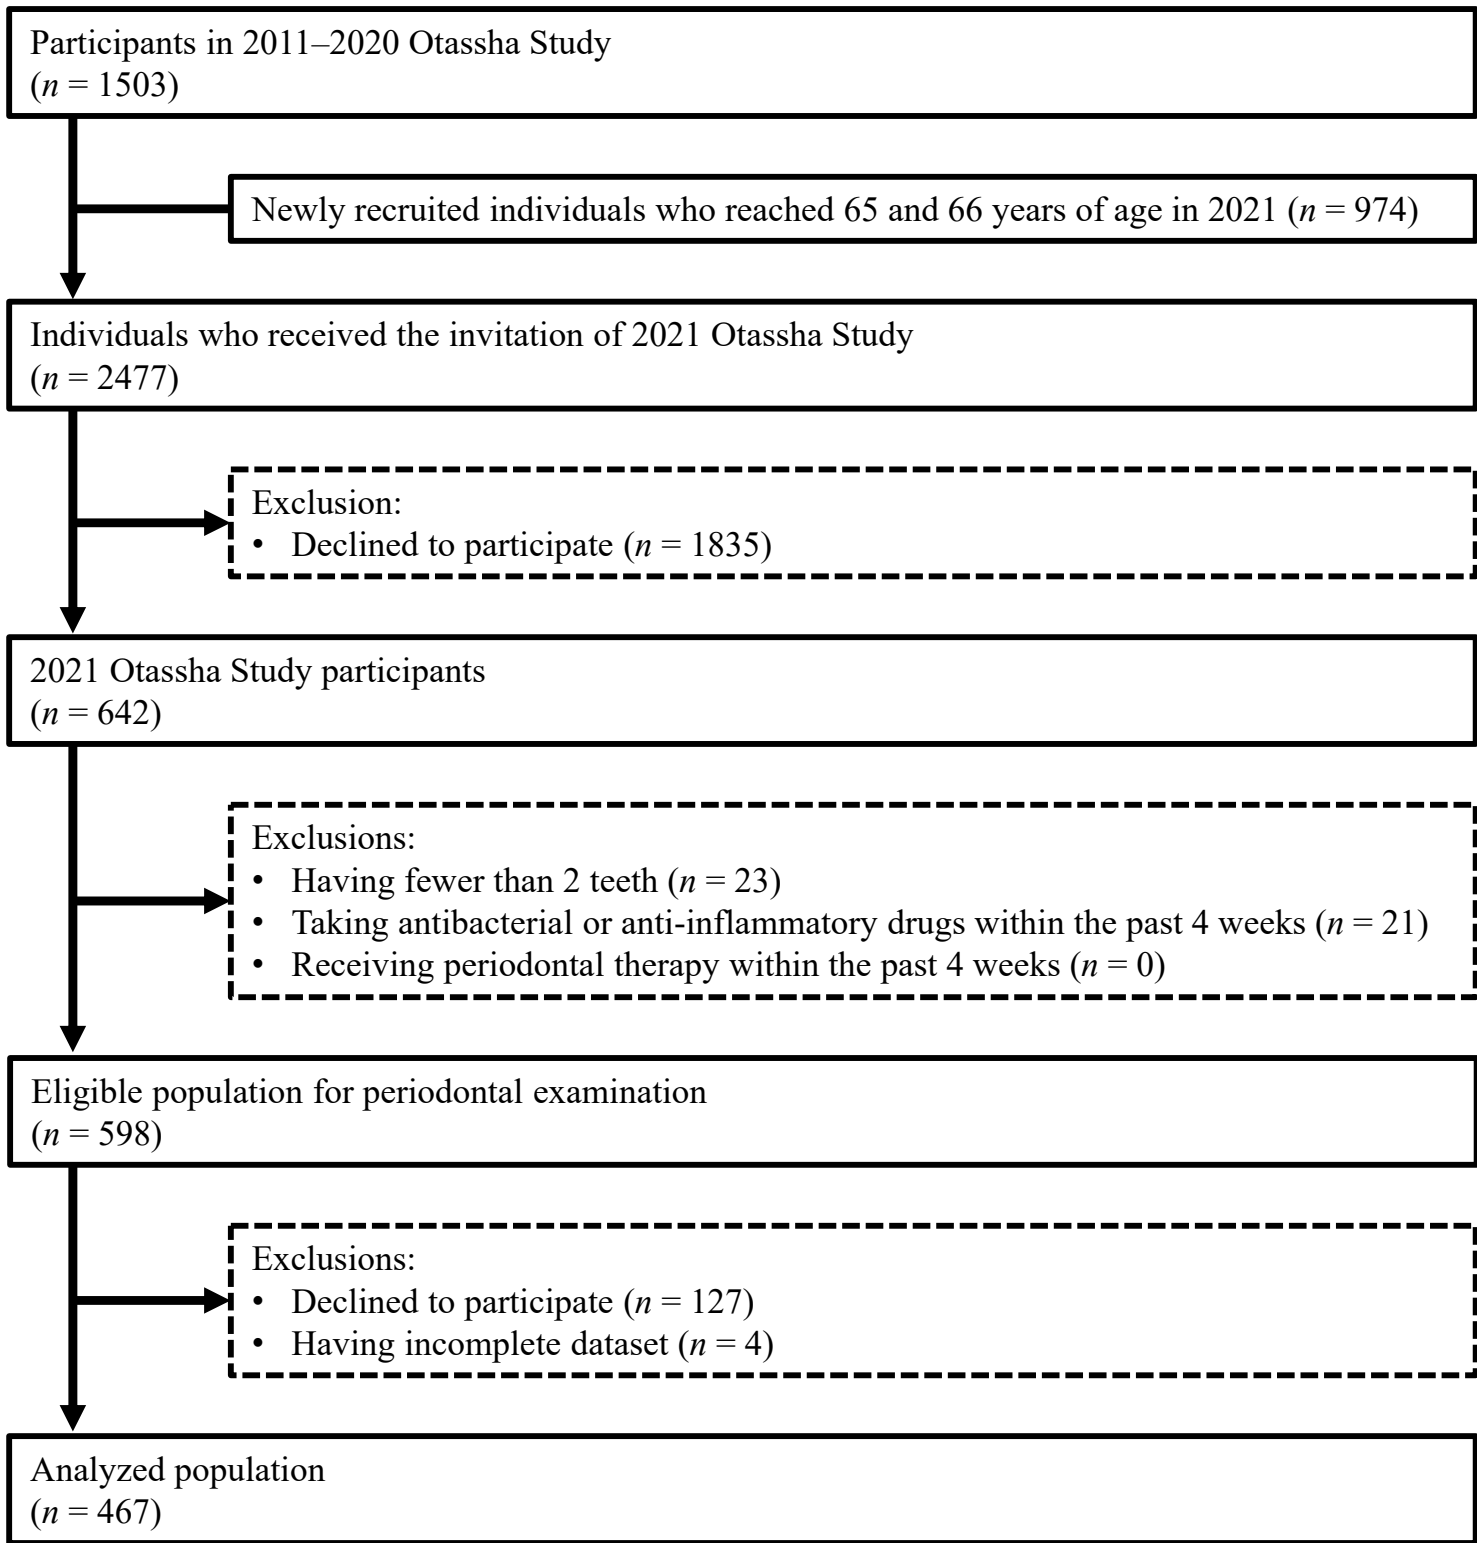 Participants in 2011–2020 Otassha Study
(n = 1503)
Newly recruited individuals who reached 65 and 66 years of age in 2021 (n = 974)
Individuals who received the invitation of 2021 Otassha Study
(n = 2477)
Exclusion:
• Declined to participate (n = 1835)
2021 Otassha Study participants
(n = 642)
Exclusions:
• Having fewer than 2 teeth (n = 23)
• Taking antibacterial or anti-inflammatory drugs within the past 4 weeks (n = 21)
• Receiving periodontal therapy within the past 4 weeks (n = 0)
Eligible population for periodontal examination
(n = 598)
Exclusions:
• Declined to participate (n = 127)
• Having incomplete dataset (n = 4)
Analyzed population
(n = 467)